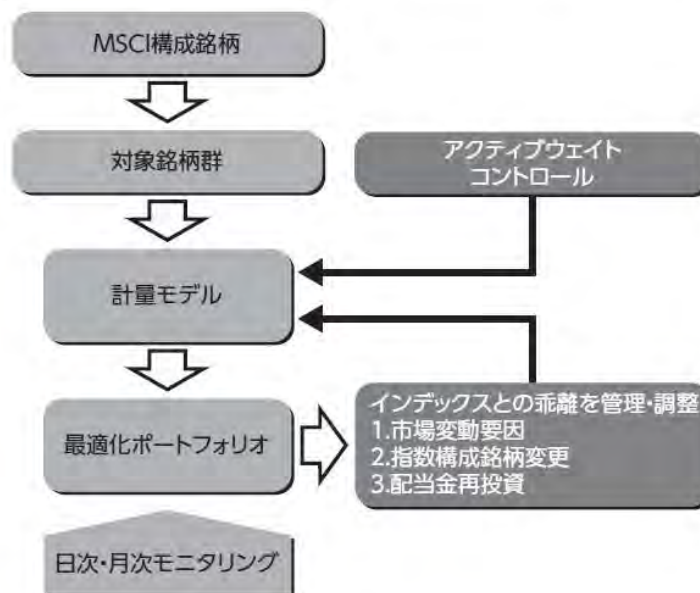 MSCI構成銘柄
対象銘柄群
アクティブウェイト
コントロール
計量モデル
最適化ポートフォリオ
インデックスとの乖離を管理・調整
1.市場変動要因
2.指数構成銘柄変更
3.配当金再投資
日次・月次モニタリング